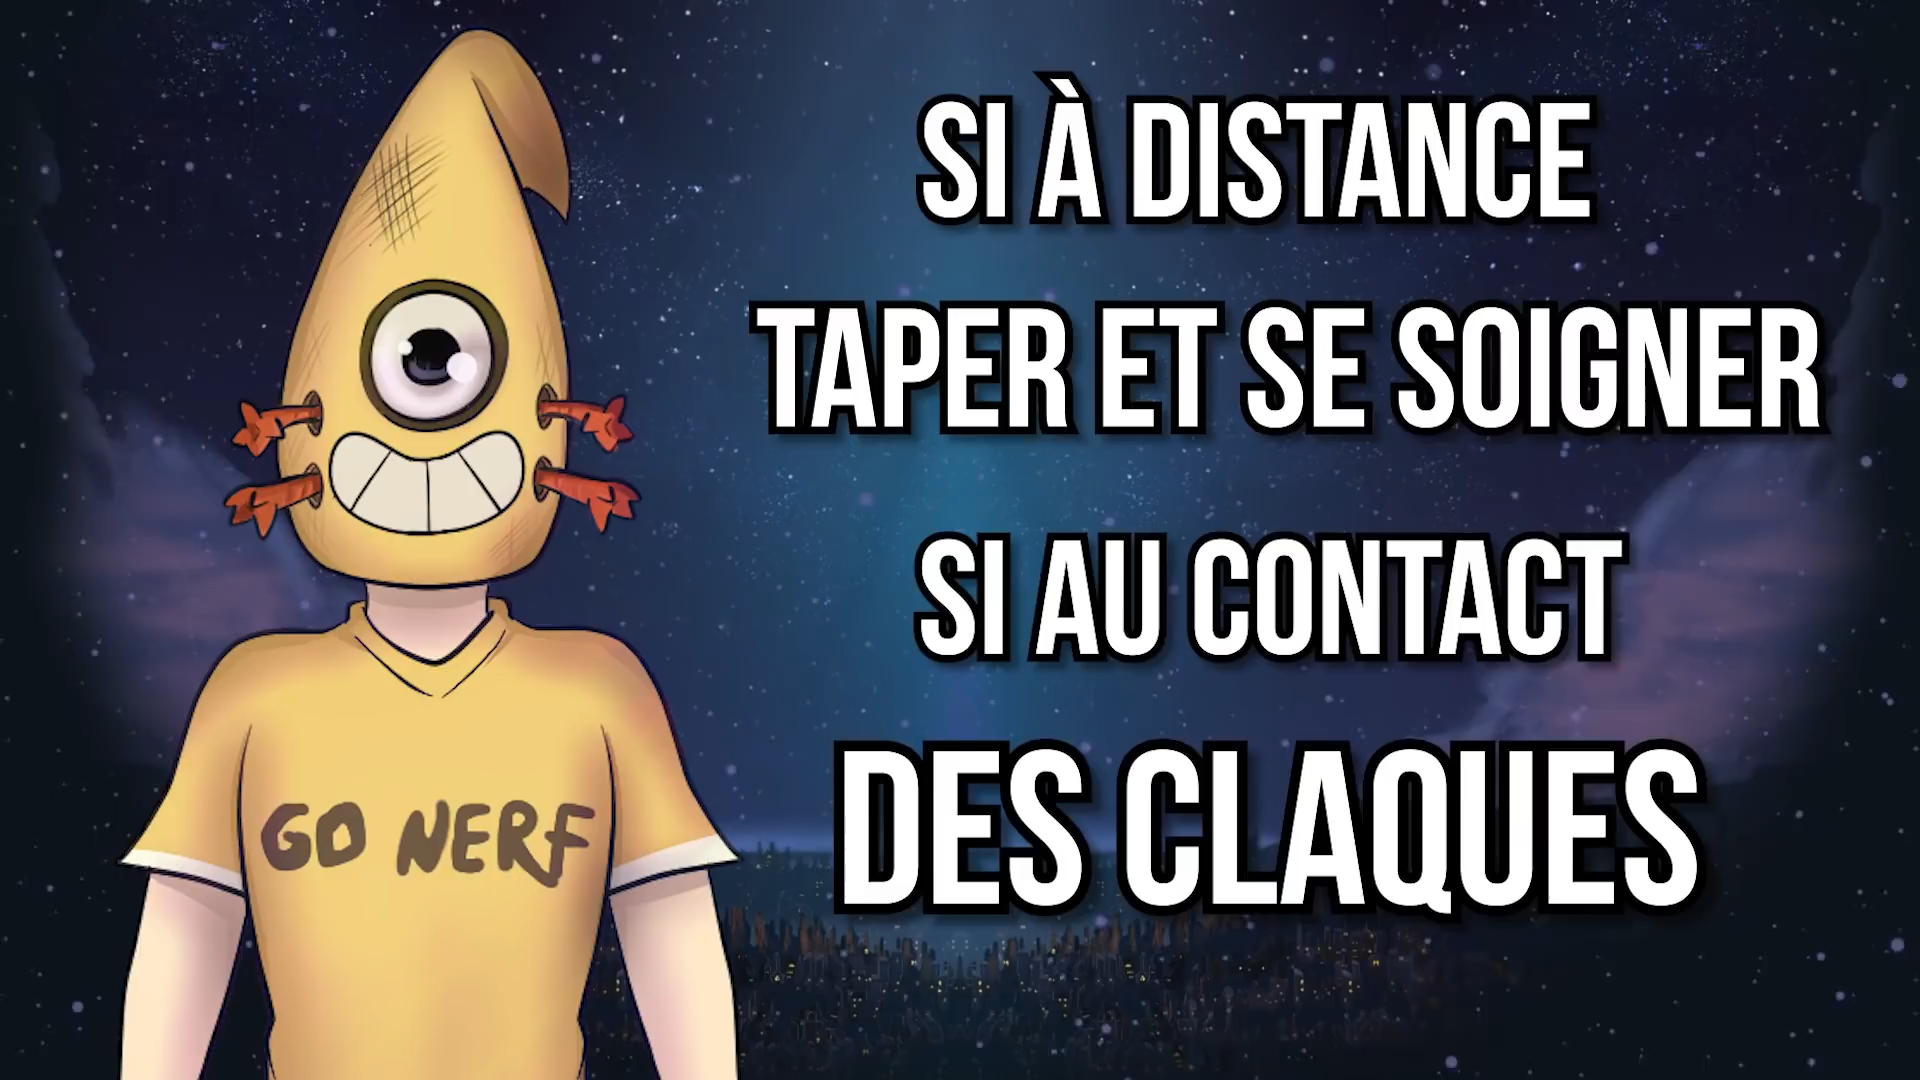 SI À DISTANCE
TAPER ET SE SOIGNER
SI AU CONTACT
DES CLAQUES
GO NERF